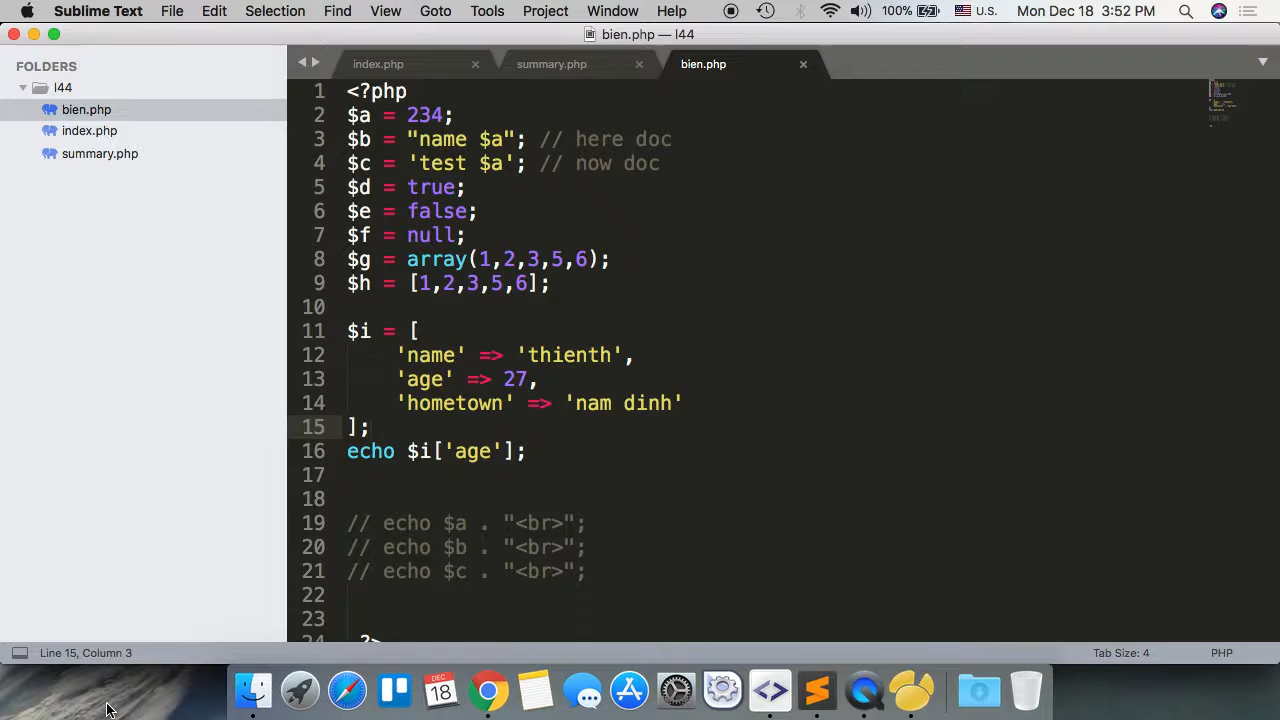 Sublime Text File Edit Selection Find View Goto Tools Project Window Help 100% U.S. Mon Dec 18 3:52 PM
bien.php — l44
FOLDERS
l44
bien.php
index.php
summary.php
index.php summary.php bien.php
1 <?php
2 $a = 234;
3 $b = "name $a"; // here doc
4 $c = 'test $a'; // now doc
5 $d = true;
6 $e = false;
7 $f = null;
8 $g = array(1,2,3,5,6);
9 $h = [1,2,3,5,6];
10
11 $i = [
12 'name' => 'thienth',
13 'age' => 27,
14 'hometown' => 'nam dinh'
15 ];
16 echo $i['age'];
17
18
19 // echo $a . "<br>";
20 // echo $b . "<br>";
21 // echo $c . "<br>";
22
23
24 ?>
Line 15, Column 3 Tab Size: 4 PHP
DEC
18